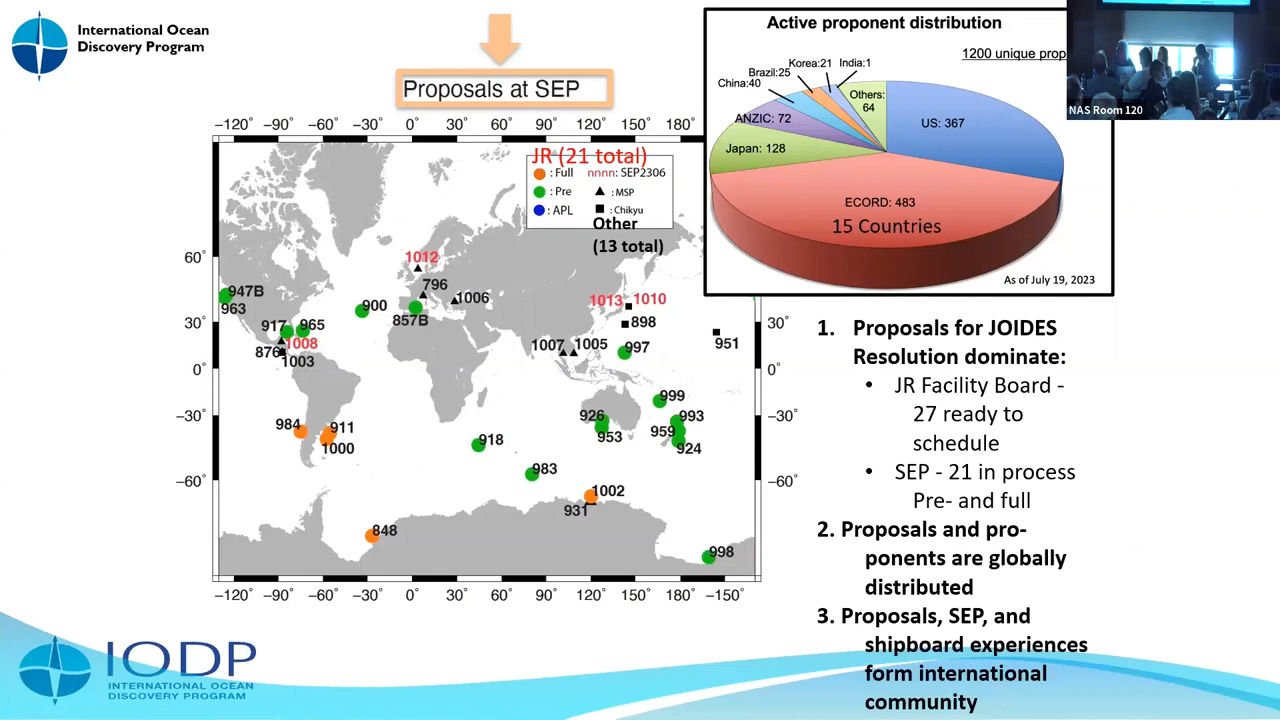 International Ocean
Discovery Program
Proposals at SEP
Active proponent distribution
1200 unique prop
Korea:21
India:1
Brazil:25
China:40
Others:
64
ANZIC: 72
US: 367
Japan: 128
ECORD: 483
15 Countries
As of July 19, 2023
NAS Room 120
−120° −90° −60° −30° 0° 30° 60° 90° 120° 150° 180°
JR (21 total)
: Full nnnn: SEP2306
: Pre : MSP
: APL : Chikyu
Other
(13 total)
60°
30°
0°
−30°
−60°
30°
0°
−30°
−60°
1012
947B
963
796
1006
900
857B
1013 1010
898
917 965
1008
876
1003
1007 1005
997
951
999
926
953
993
959
924
984
911
1000
918
983
1002
931
848
998
−120° −90° −60° −30° 0° 30° 60° 90° 120° 150° 180° −150°
1. Proposals for JOIDES
Resolution dominate:
• JR Facility Board -
27 ready to
schedule
• SEP - 21 in process
Pre- and full
2. Proposals and pro-
ponents are globally
distributed
3. Proposals, SEP, and
shipboard experiences
form international
community
IODP
INTERNATIONAL OCEAN
DISCOVERY PROGRAM